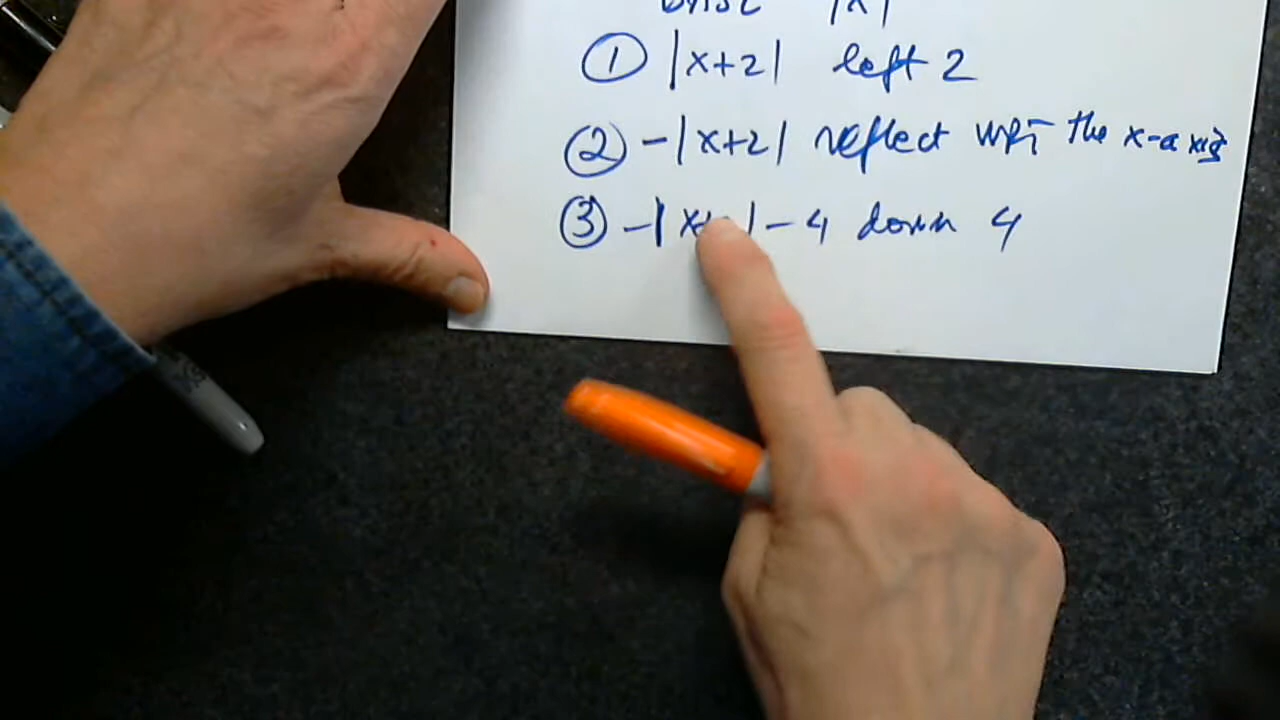 |x|
① |x+2| left 2
② -|x+2| reflect wrt the x-axis
③ -|x+ |-4 down 4